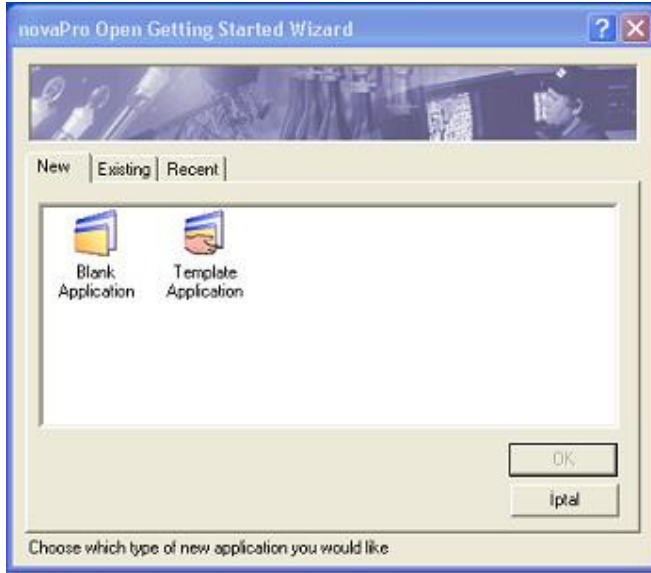 novaPro Open Getting Started Wizard
New Existing Recent
Blank Application
Template Application
OK
İptal
Choose which type of new application you would like